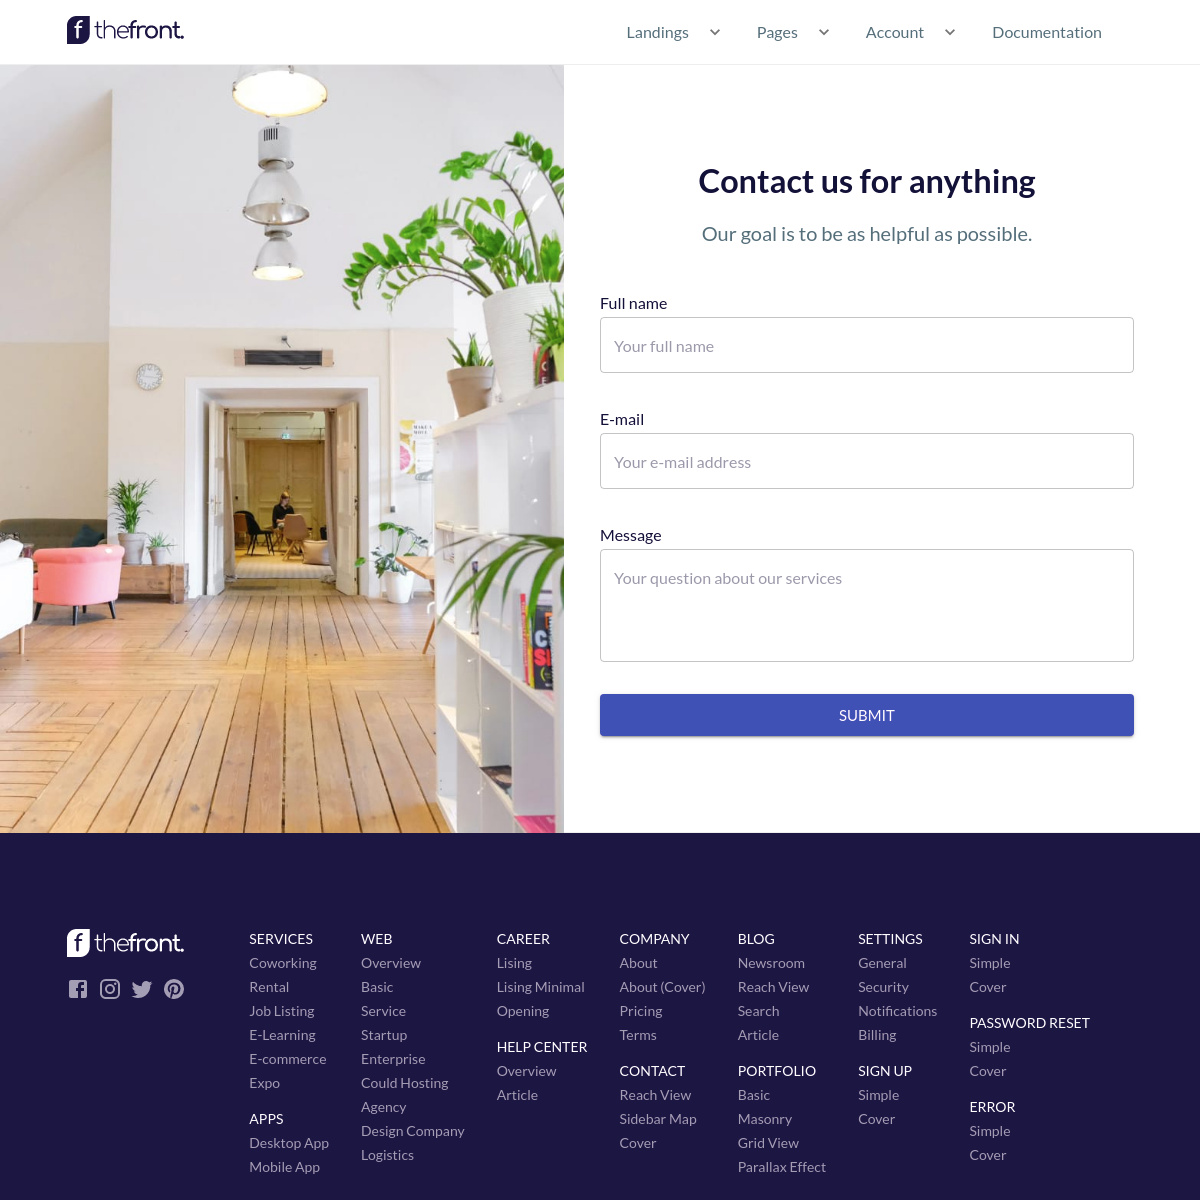 f thefront.
Landings
Pages
Account
Documentation
Contact us for anything
Our goal is to be as helpful as possible.
Full name
Your full name
E-mail
Your e-mail address
Message
Your question about our services
SUBMIT
f thefront.
SERVICES
Coworking
Rental
Job Listing
E-Learning
E-commerce
Expo
APPS
Desktop App
Mobile App
WEB
Overview
Basic
Service
Startup
Enterprise
Could Hosting
Agency
Design Company
Logistics
CAREER
Lising
Lising Minimal
Opening
HELP CENTER
Overview
Article
COMPANY
About
About (Cover)
Pricing
Terms
CONTACT
Reach View
Sidebar Map
Cover
BLOG
Newsroom
Reach View
Search
Article
PORTFOLIO
Basic
Masonry
Grid View
Parallax Effect
SETTINGS
General
Security
Notifications
Billing
SIGN UP
Simple
Cover
SIGN IN
Simple
Cover
PASSWORD RESET
Simple
Cover
ERROR
Simple
Cover